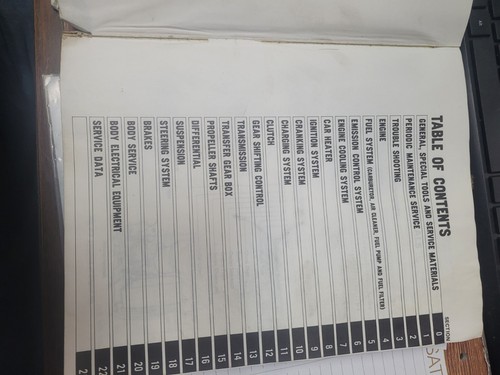 TABLE OF CONTENTS
SECTION
GENERAL, SPECIAL TOOLS AND SERVICE MATERIALS 0
PERIODIC MAINTENANCE SERVICE 1
TROUBLE SHOOTING 2
ENGINE 3
FUEL SYSTEM (CARBURETOR, AIR CLEANER, FUEL PUMP AND FUEL FILTER) 4
EMISSION CONTROL SYSTEM 5
ENGINE COOLING SYSTEM 6
CAR HEATER 7
IGNITION SYSTEM 8
CRANKING SYSTEM 9
CHARGING SYSTEM 10
CLUTCH 11
GEAR SHIFTING CONTROL 12
TRANSMISSION 13
TRANSFER GEAR BOX 14
PROPELLER SHAFTS 15
DIFFERENTIAL 16
SUSPENSION 17
STEERING SYSTEM 18
BRAKES 19
BODY SERVICE 20
BODY ELECTRICAL EQUIPMENT 21
SERVICE DATA 22
2